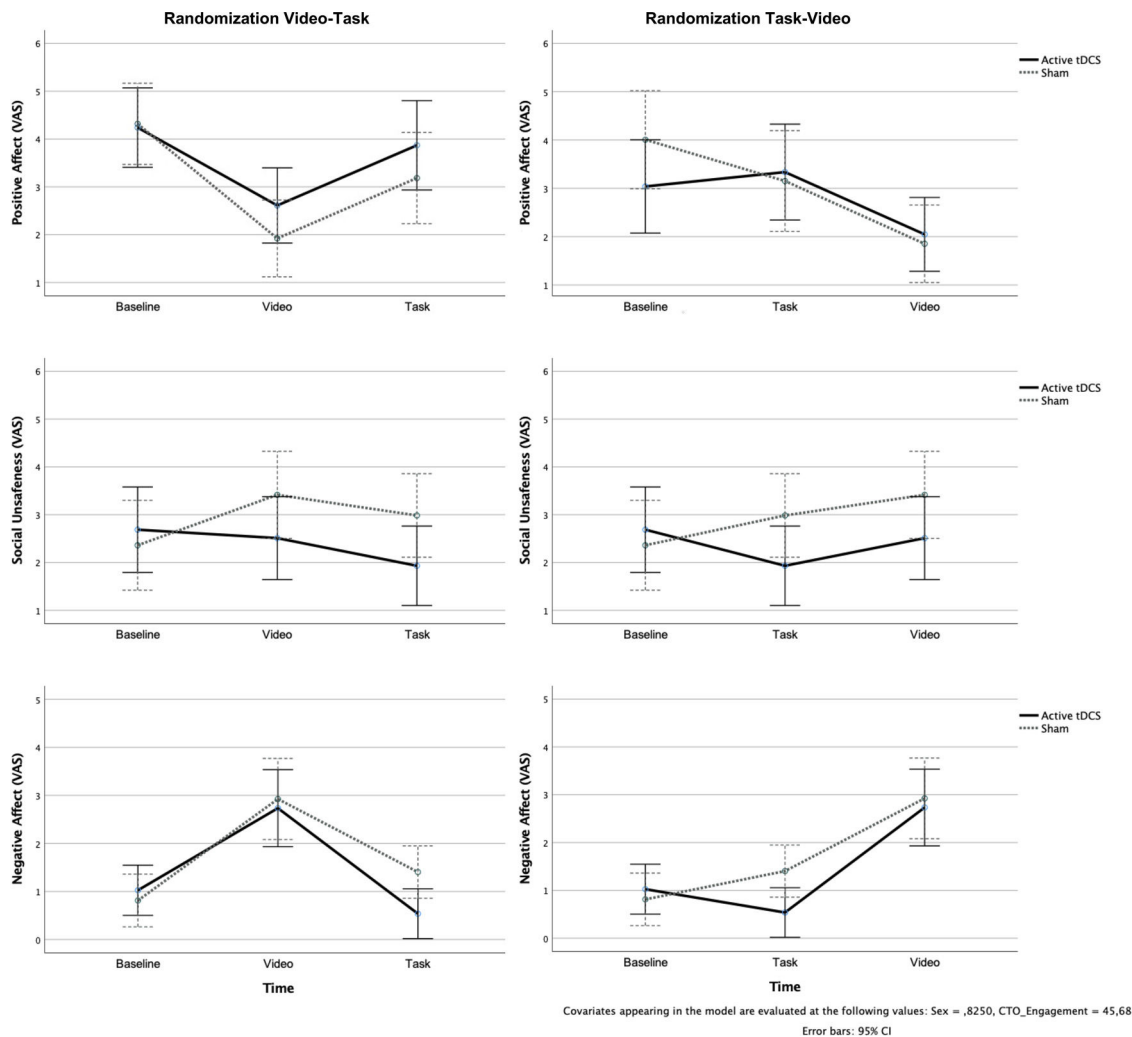 Randomization Video-Task
Randomization Task-Video
Positive Affect (VAS)
6
5
4
3
2
1
Baseline Video Task
Positive Affect (VAS)
6
5
4
3
2
1
Baseline Task Video
Active tDCS
Sham
Social Unsafeness (VAS)
6
5
4
3
2
1
Baseline Video Task
Social Unsafeness (VAS)
6
5
4
3
2
1
Baseline Task Video
Active tDCS
Sham
Negative Affect (VAS)
5
4
3
2
1
0
Baseline Video Task
Time
Negative Affect (VAS)
5
4
3
2
1
0
Baseline Task Video
Time
Active tDCS
Sham
Covariates appearing in the model are evaluated at the following values: Sex = ,8250, CTO_Engagement = 45,68
Error bars: 95% CI